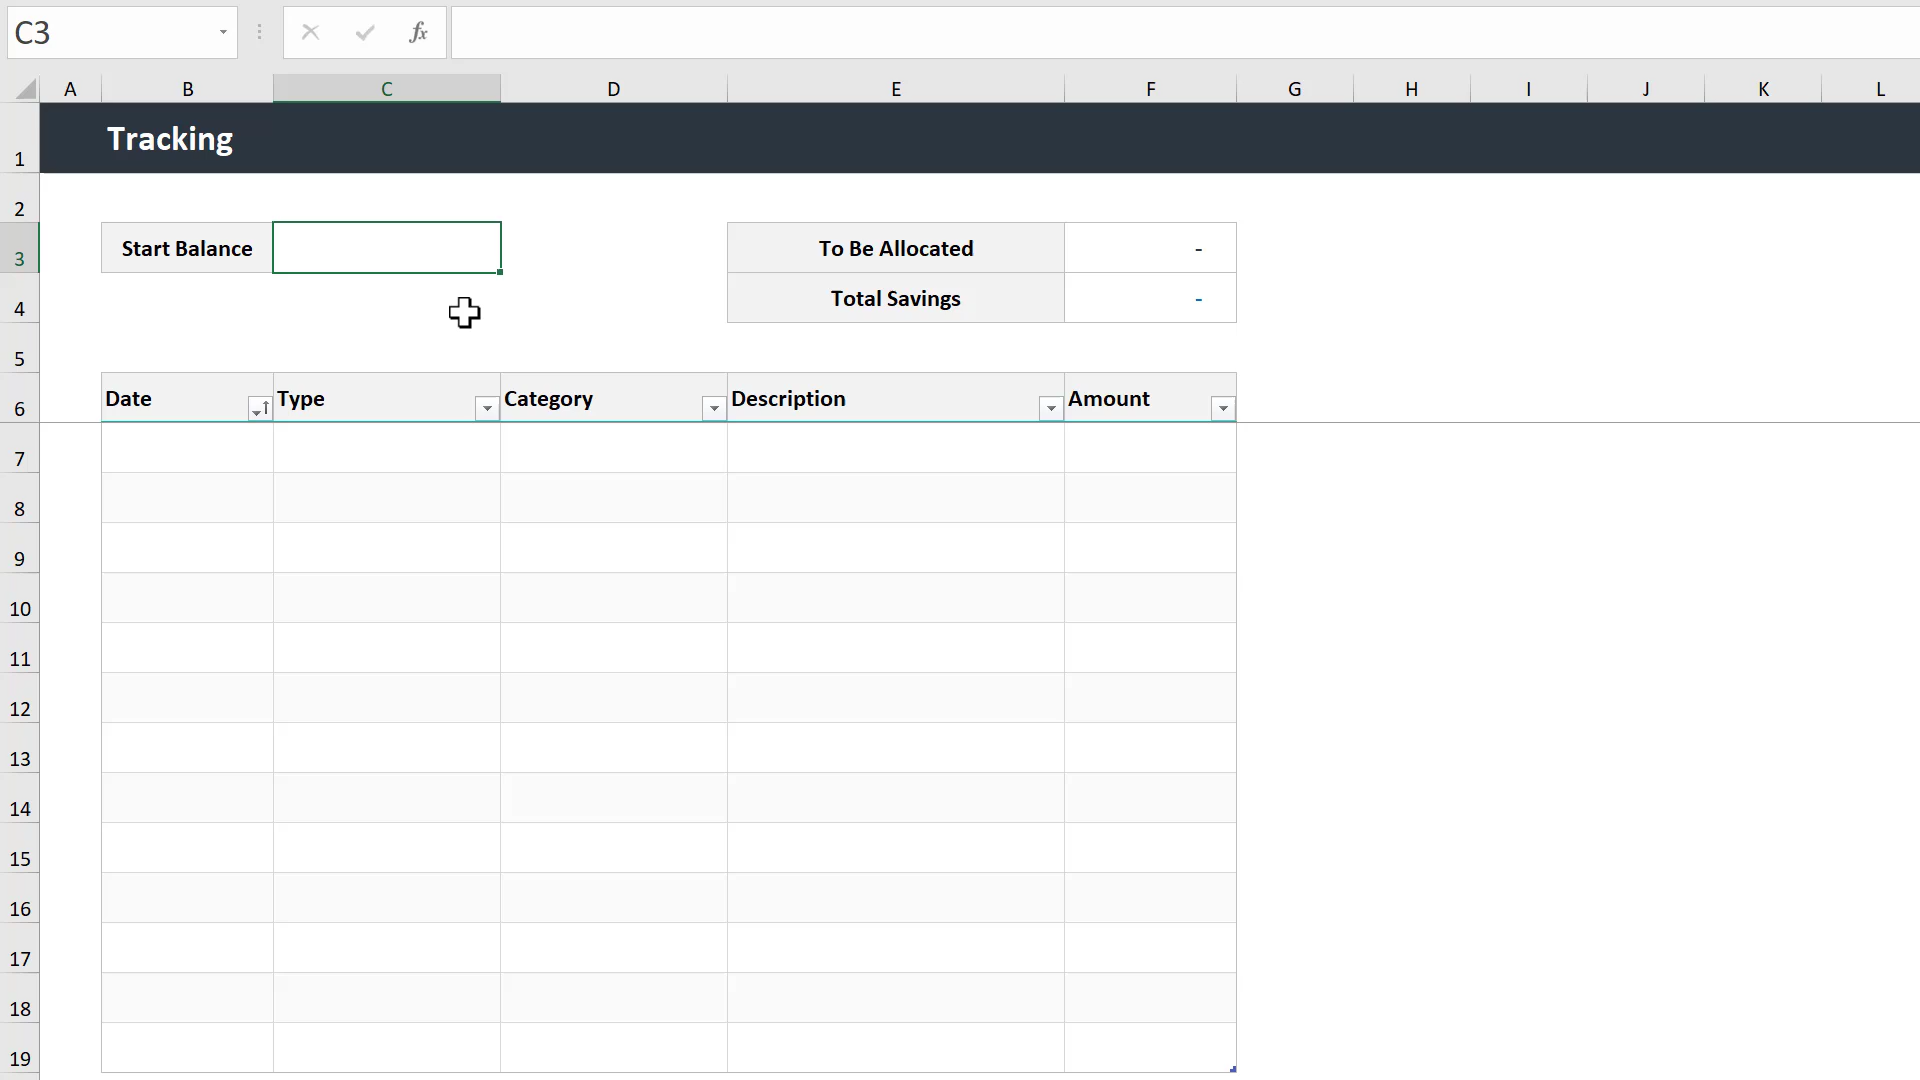 C3
fx
A B C D E F G H I J K L
1 Tracking
2
3 Start Balance To Be Allocated -
4 Total Savings -
5
6 Date Type Category Description Amount
7
8
9
10
11
12
13
14
15
16
17
18
19